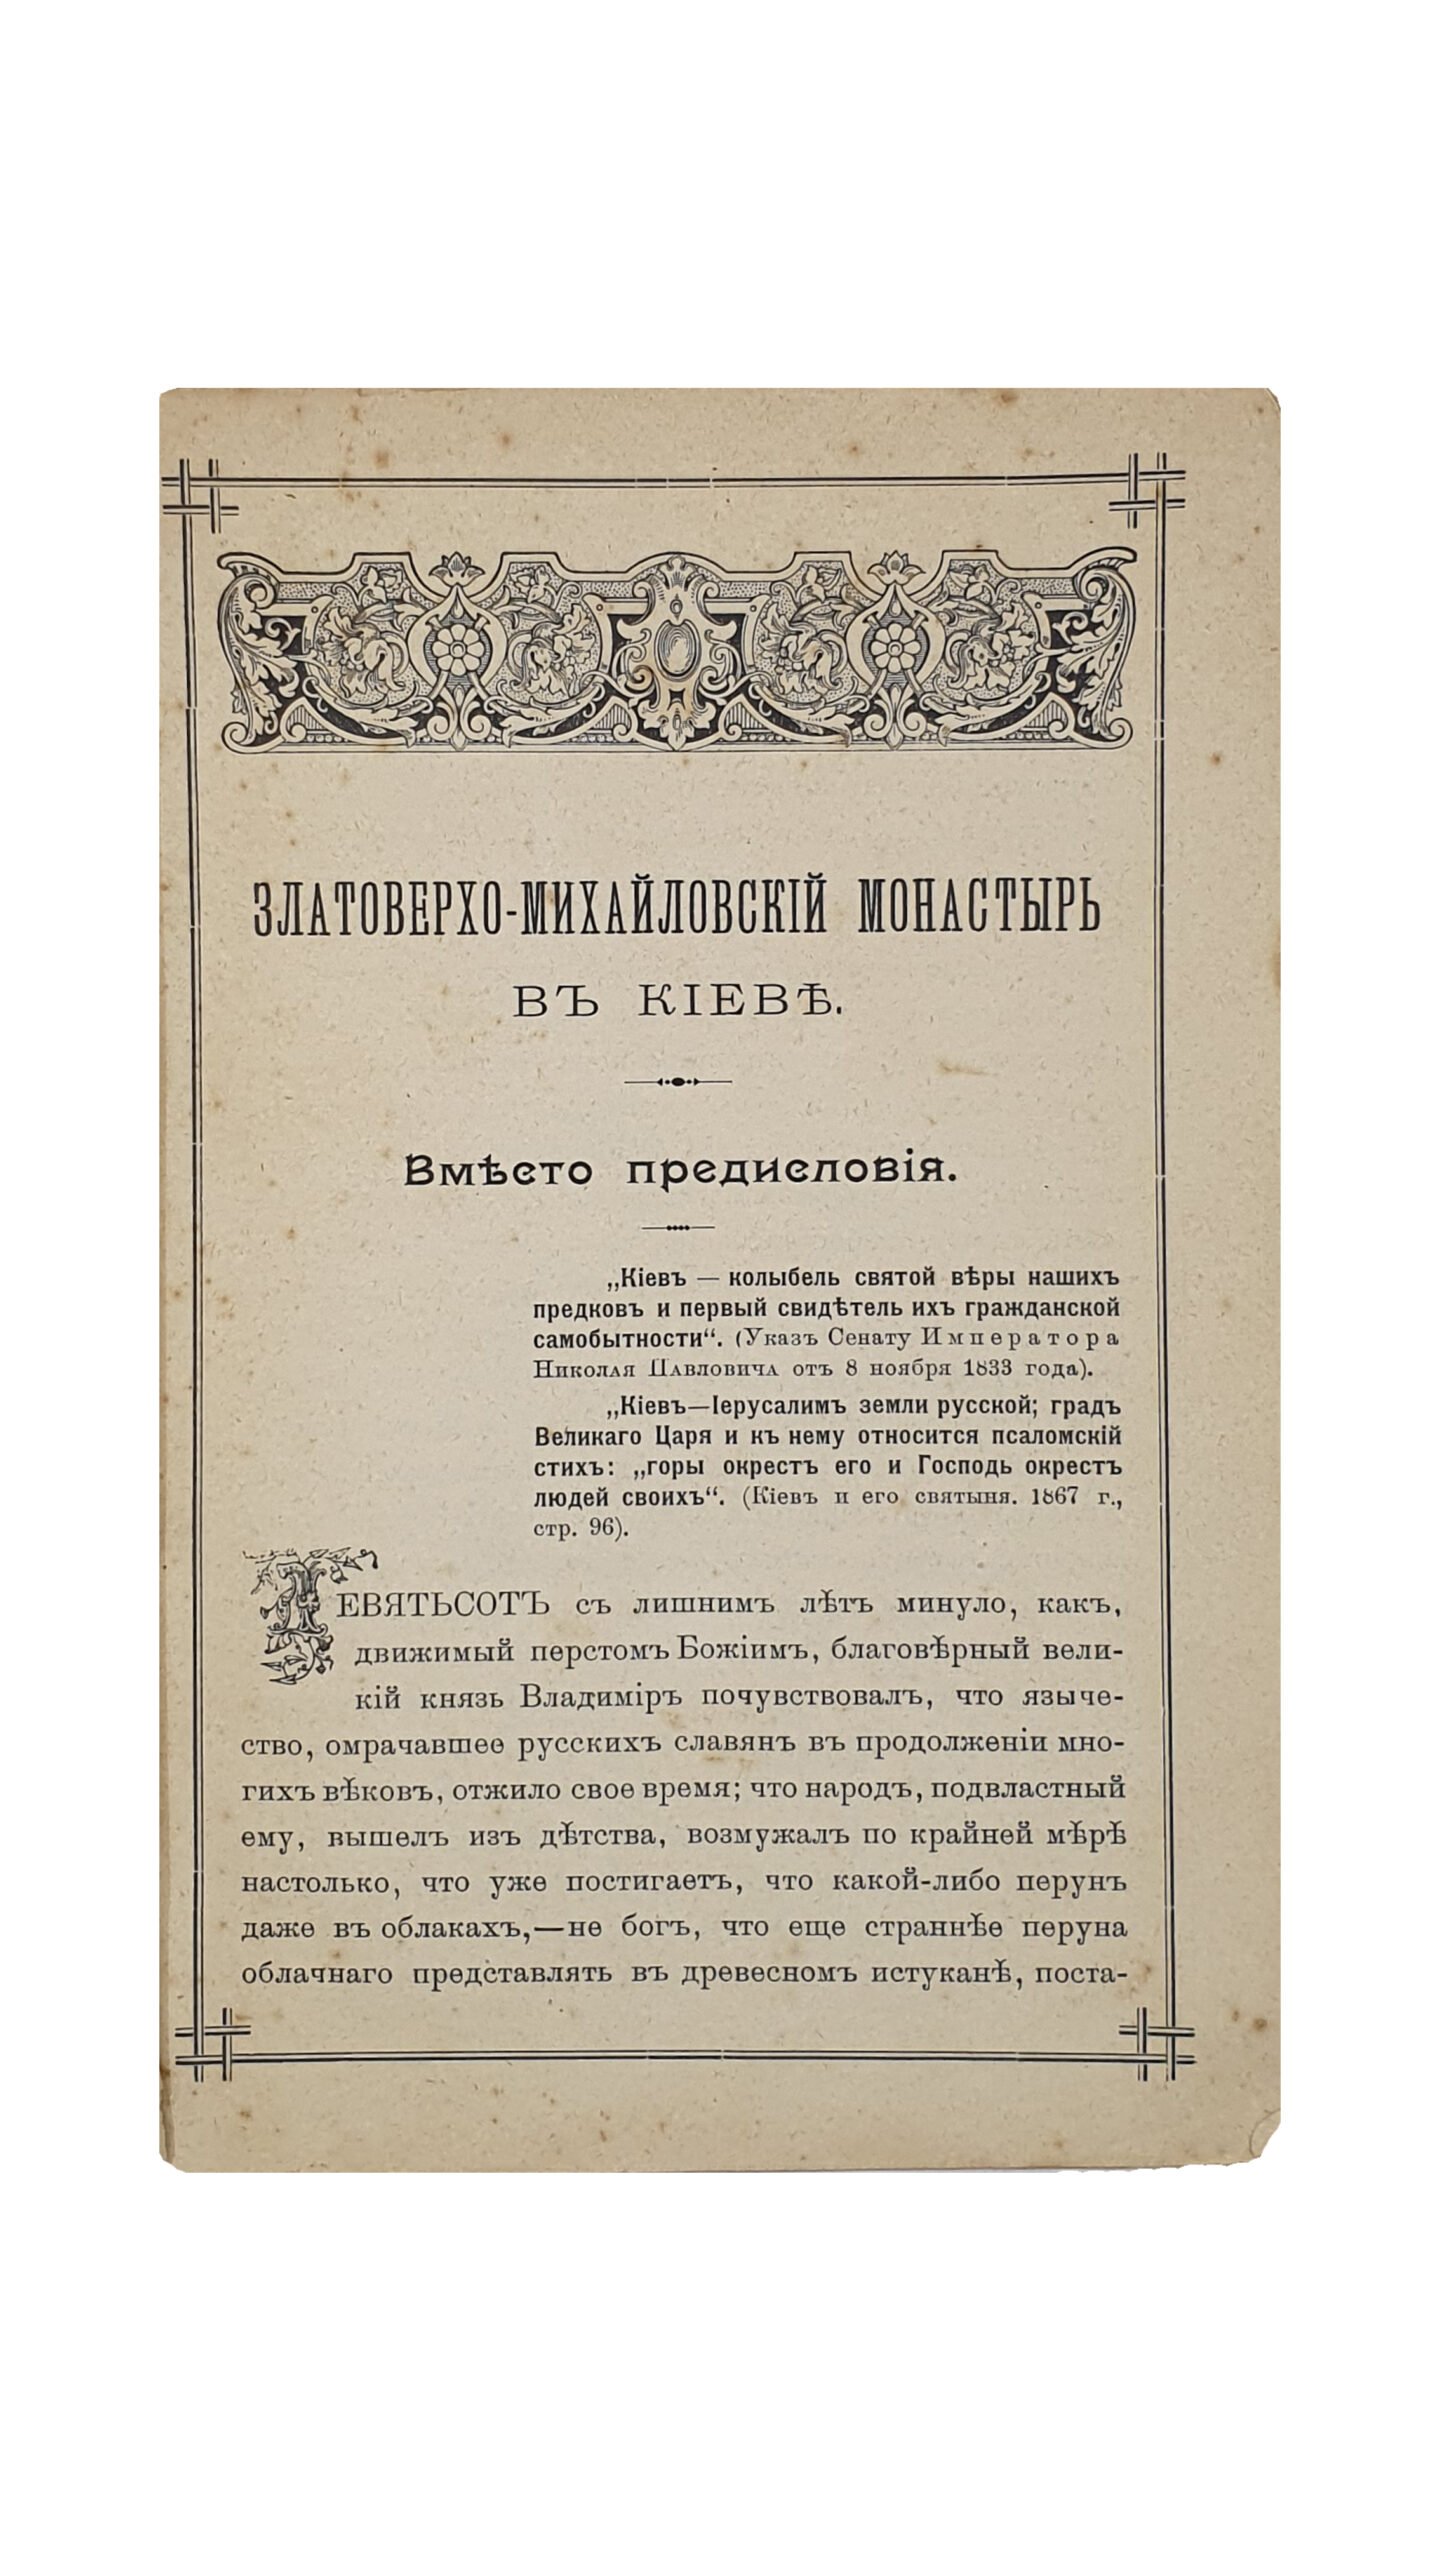 ЗЛАТОВЕРХО-МИХАЙЛОВСКІЙ МОНАСТЫРЬ
ВЪ КІЕВѢ.
Вмѣсто предисловія.
„Кіевъ — колыбель святой вѣры нашихъ
предковъ и первый свидѣтель ихъ гражданской
самобытности“. (Указъ Сенату Императора
Николая Павловича отъ 8 ноября 1833 года).
„Кіевъ—Іерусалимъ земли русской; градъ
Великаго Царя и къ нему относится псаломскій
стихъ: „горы окрестъ его и Господь окрестъ
людей своихъ“. (Кіевъ и его святыня. 1867 г.,
стр. 96).
ДЕВЯТЬСОТЪ съ лишнимъ лѣтъ минуло, какъ,
движимый перстомъ Божіимъ, благовѣрный вели-
кій князь Владиміръ почувствовалъ, что языче-
ство, омрачавшее русскихъ славянъ въ продолженіи мно-
гихъ вѣковъ, отжило свое время; что народъ, подвластный
ему, вышелъ изъ дѣтства, возмужалъ по крайней мѣрѣ
настолько, что уже постигаетъ, что какой-либо перунъ
даже въ облакахъ,—не богъ, что еще страннѣе перуна
облачнаго представлять въ древесномъ истуканѣ, поста-